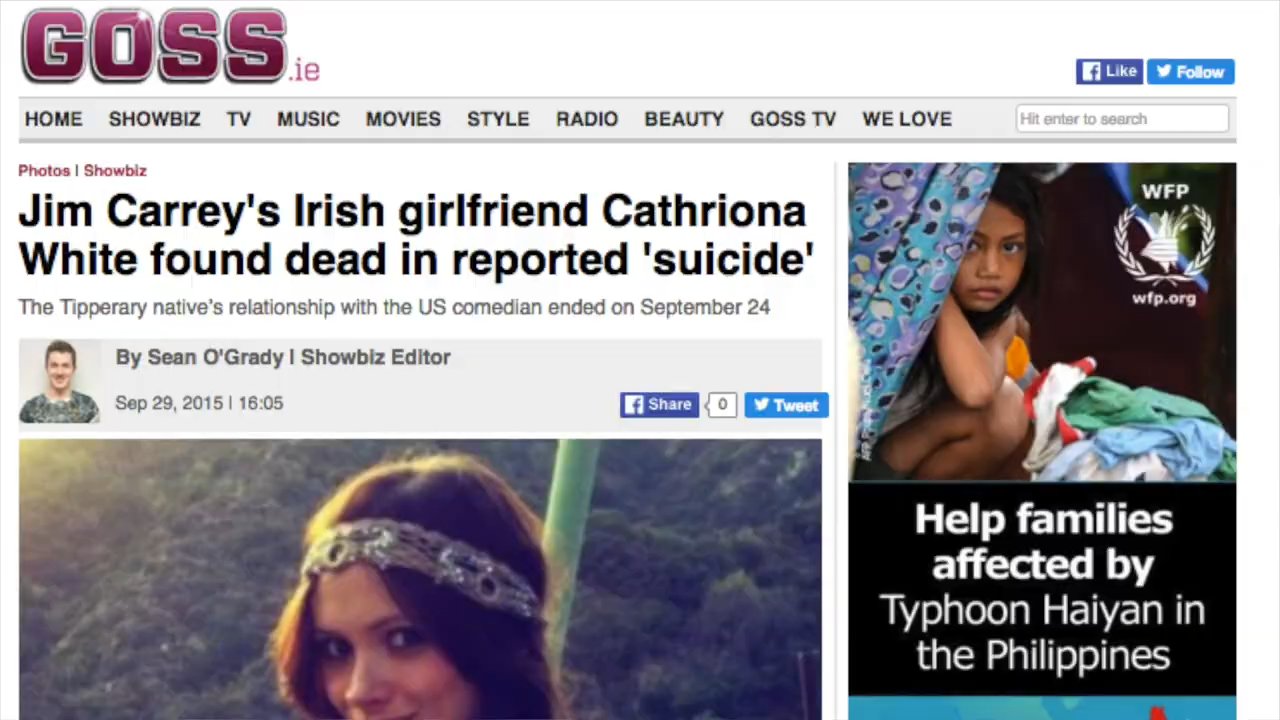 GOSS.ie
Like
Follow
HOME SHOWBIZ TV MUSIC MOVIES STYLE RADIO BEAUTY GOSS TV WE LOVE
Hit enter to search
Photos | Showbiz
Jim Carrey's Irish girlfriend Cathriona
White found dead in reported 'suicide'
The Tipperary native's relationship with the US comedian ended on September 24
By Sean O'Grady | Showbiz Editor
Sep 29, 2015 | 16:05
Share
0
Tweet
WFP
wfp.org
Help families
affected by
Typhoon Haiyan in
the Philippines